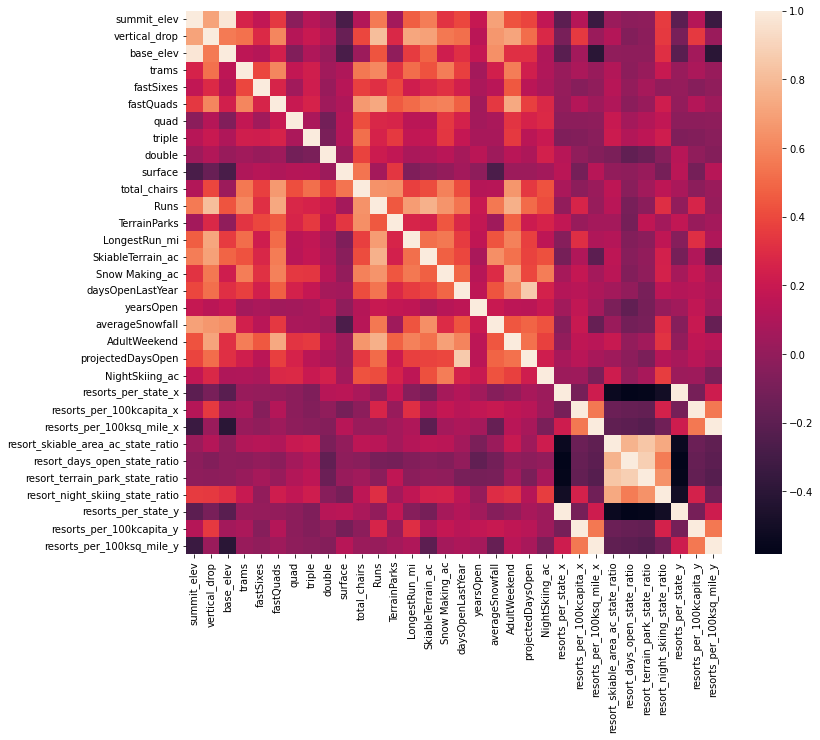 summit_elev
vertical_drop
base_elev
trams
fastSixes
fastQuads
quad
triple
double
surface
total_chairs
Runs
TerrainParks
LongestRun_mi
SkiableTerrain_ac
Snow Making_ac
daysOpenLastYear
yearsOpen
averageSnowfall
AdultWeekend
projectedDaysOpen
NightSkiing_ac
resorts_per_state_x
resorts_per_100kcapita_x
resorts_per_100ksq_mile_x
resort_skiable_area_ac_state_ratio
resort_days_open_state_ratio
resort_terrain_park_state_ratio
resort_night_skiing_state_ratio
resorts_per_state_y
resorts_per_100kcapita_y
resorts_per_100ksq_mile_y
summit_elev
vertical_drop
base_elev
trams
fastSixes
fastQuads
quad
triple
double
surface
total_chairs
Runs
TerrainParks
LongestRun_mi
SkiableTerrain_ac
Snow Making_ac
daysOpenLastYear
yearsOpen
averageSnowfall
AdultWeekend
projectedDaysOpen
NightSkiing_ac
resorts_per_state_x
resorts_per_100kcapita_x
resorts_per_100ksq_mile_x
resort_skiable_area_ac_state_ratio
resort_days_open_state_ratio
resort_terrain_park_state_ratio
resort_night_skiing_state_ratio
resorts_per_state_y
resorts_per_100kcapita_y
resorts_per_100ksq_mile_y
1.0
0.8
0.6
0.4
0.2
0.0
−0.2
−0.4